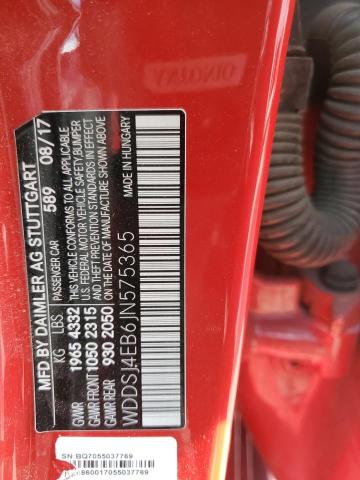 MFD BY DAIMLER AG STUTTGART
PASSENGER CAR 589 08/17
KG LBS
GAWR 1965 4332
GAWR FRONT 1050 2315
GAWR REAR 930 2050
THIS VEHICLE CONFORMS TO ALL APPLICABLE
U.S. FEDERAL MOTOR VEHICLE SAFETY, BUMPER
AND THEFT PREVENTION STANDARDS IN EFFECT
ON THE DATE OF MANUFACTURE SHOWN ABOVE.
MADE IN HUNGARY
WDDSJ4EB6JN575365
SN BQ7055037769
860017055037769